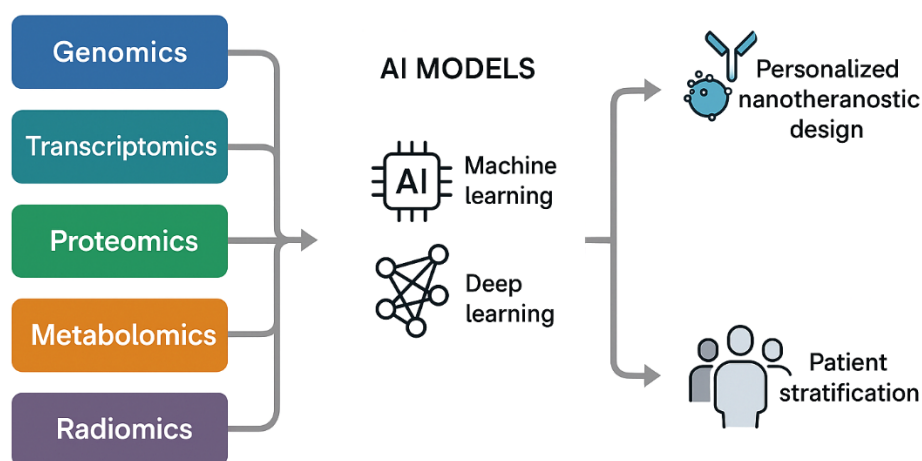 Genomics
Transcriptomics
Proteomics
Metabolomics
Radiomics
AI MODELS
AI
Machine
learning
Deep
learning
Personalized
nanotheranostic
design
Patient
stratification